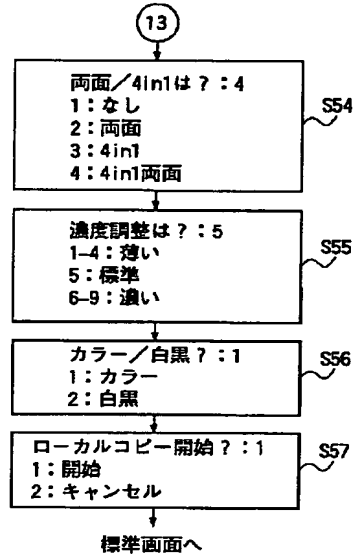 13
両面／4in1は？：4
1：なし
2：両面
3：4in1
4：4in1両面
S54
濃度調整は？：5
1-4：薄い
5：標準
6-9：濃い
S55
カラー／白黒？：1
1：カラー
2：白黒
S56
ローカルコピー開始？：1
1：開始
2：キャンセル
S57
標準画面へ